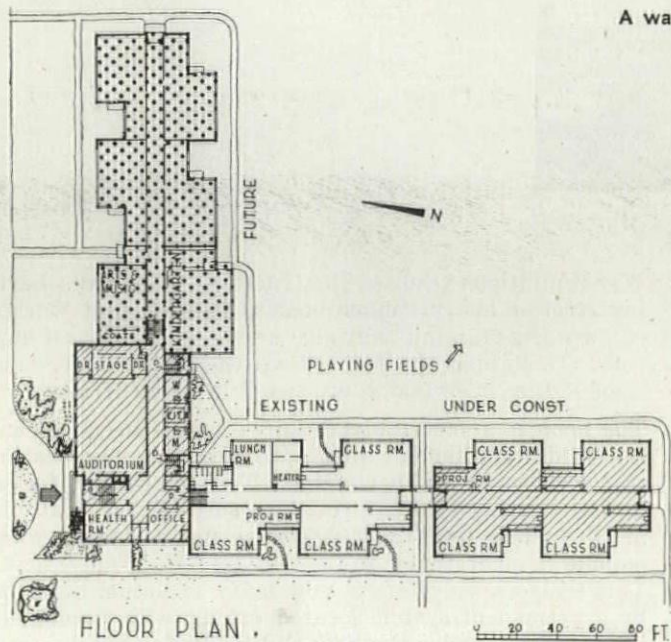 A wa
FUTURE
N
ARTS &
MUSIC
COATS
KINDERGARTEN
PLAYING FIELDS
DR STAGE DR
KIT
EXISTING
UNDER CONST.
AUDITORIUM
LUNCH
RM.
HEATER
CLASS RM.
CLASS RM.
CLASS RM.
PROJ. RM.
HEALTH
RM.
OFFICE
PROJ. RM
CLASS RM.
CLASS RM.
CLASS RM.
CLASS RM.
FLOOR PLAN.
0 20 40 60 80 FT